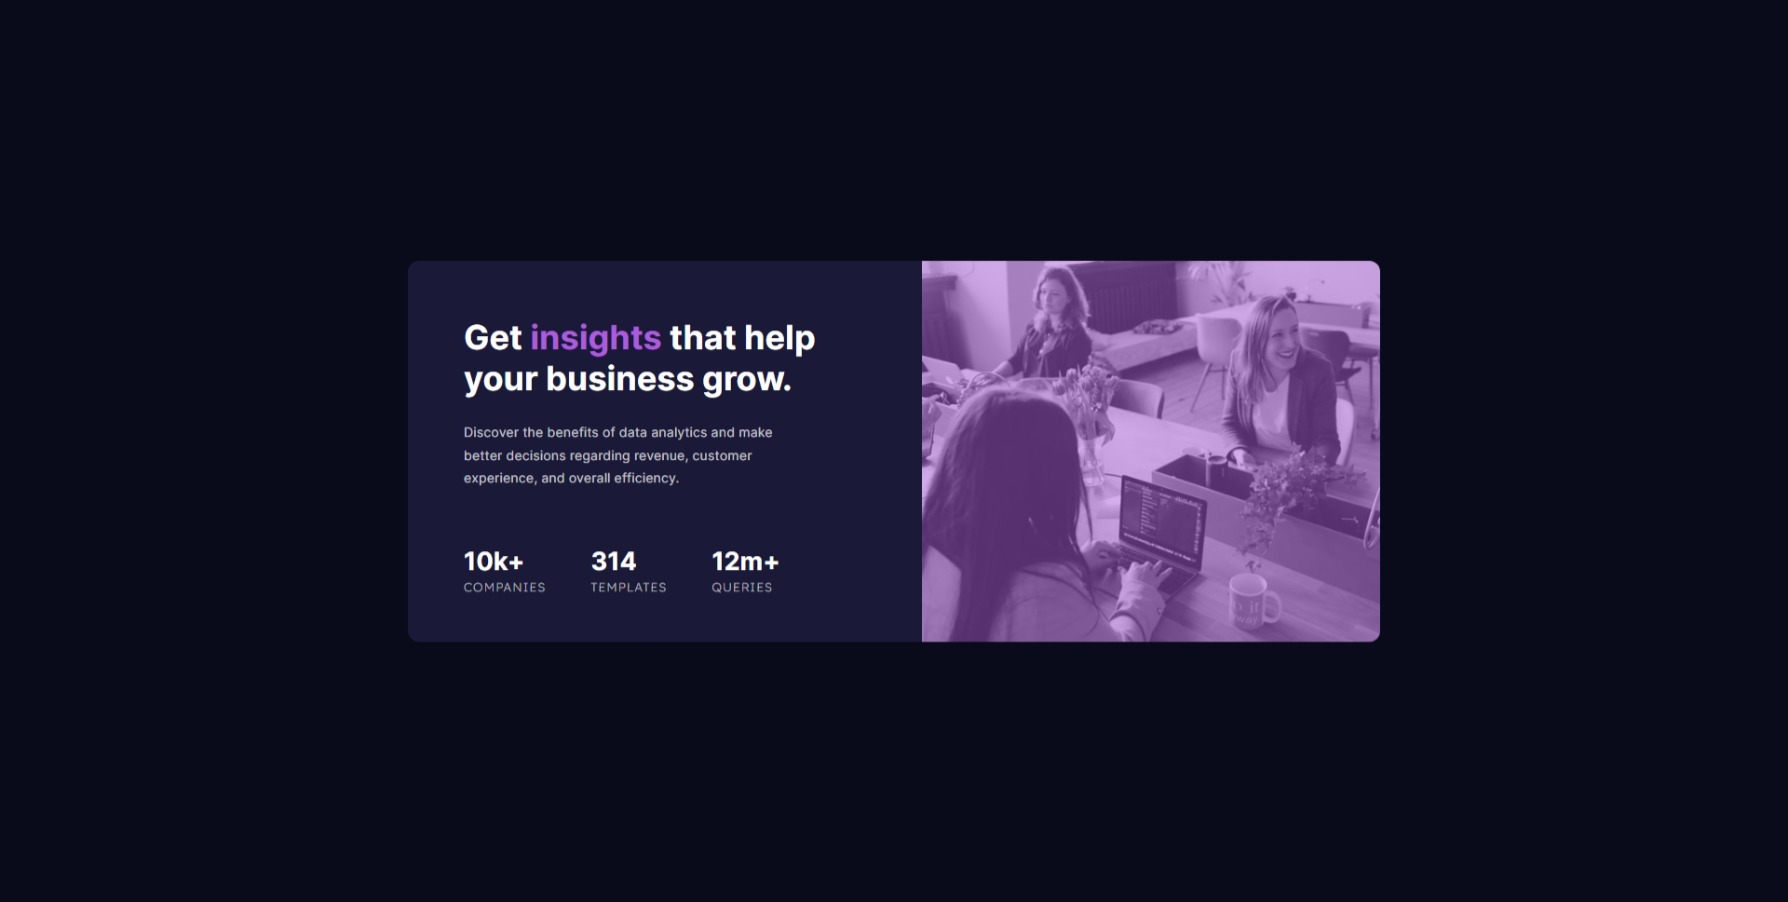 Get insights that help
your business grow.
Discover the benefits of data analytics and make
better decisions regarding revenue, customer
experience, and overall efficiency.
10k+ 314 12m+
COMPANIES TEMPLATES QUERIES